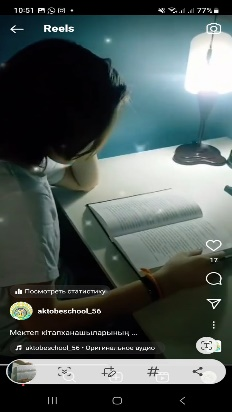 10:51
77%
Reels
17
Посмотреть статистику
aktobeschool_56
Мектеп кітапханашыларының ...
aktobeschool_56 • Оригинальное аудио
#